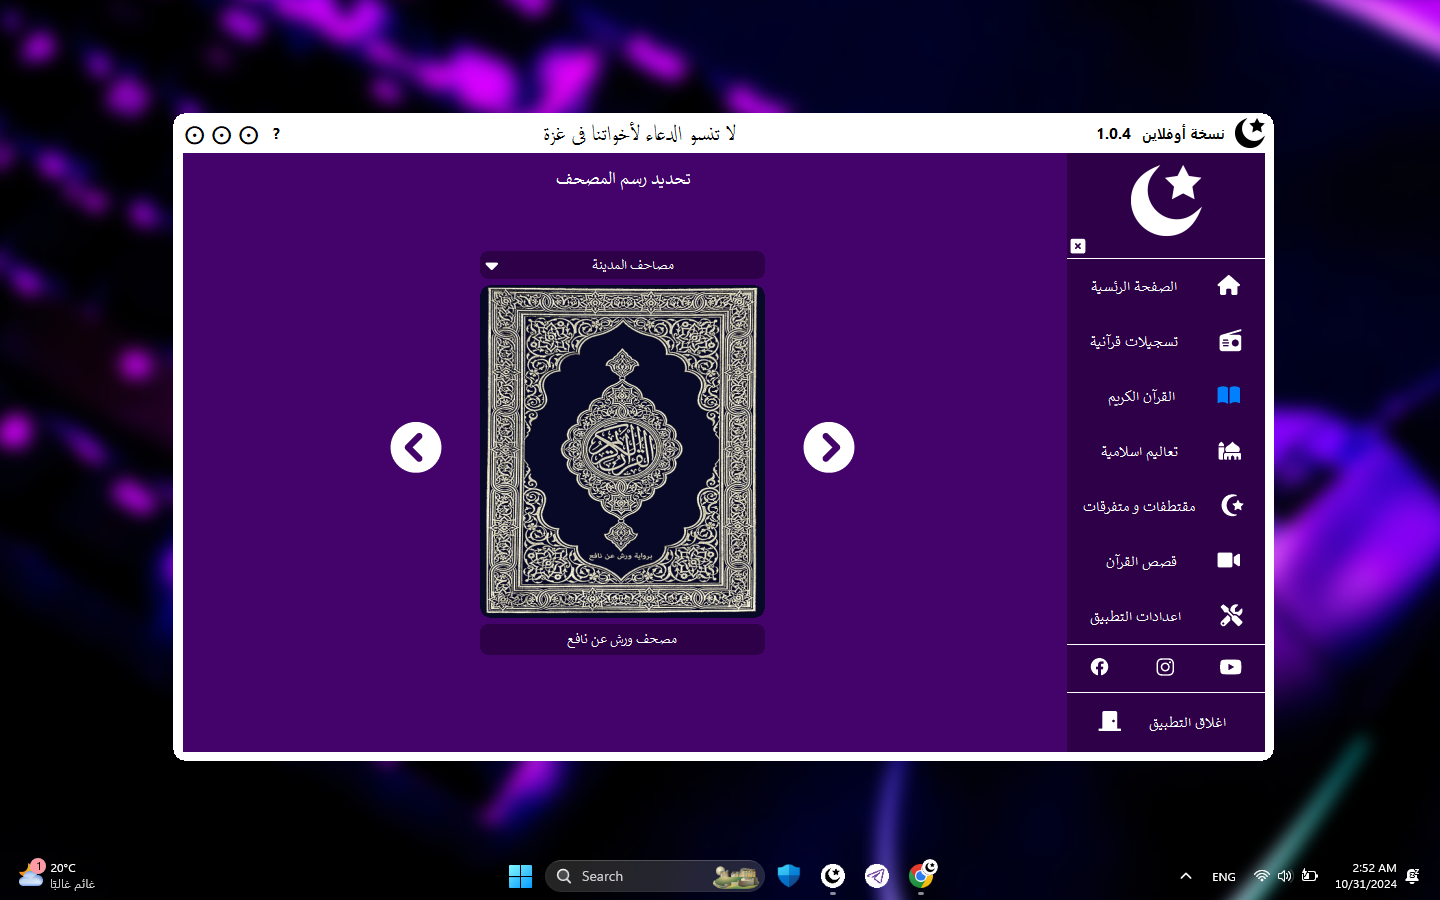 نسخة أوفلاين 1.0.4
لا تنسو الدعاء لأخواتنا فى غزة
?
تحديد رسم المصحف
مصاحف المدينة
القرآن الكريم
برواية ورش عن نافع
مصحف ورش عن نافع
الصفحة الرئسية
تسجيلات قرآنية
القرآن الكريم
تعاليم اسلامية
مقتطفات و متفرقات
قصص القرآن
اعدادات التطبيق
اغلاق التطبيق
1
20°C
غائم غالبًا
Search
ENG
2:52 AM
10/31/2024